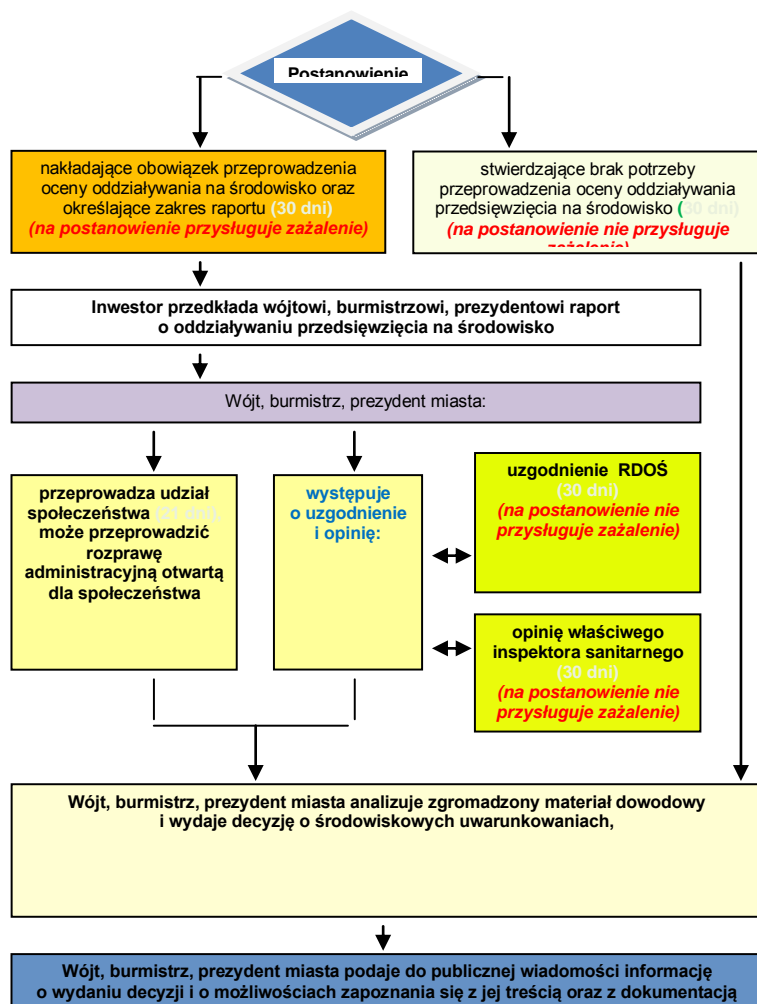 Postanowienie
nakładające obowiązek przeprowadzenia
oceny oddziaływania na środowisko oraz
określające zakres raportu (30 dni)
(na postanowienie przysługuje zażalenie)
stwierdzające brak potrzeby
przeprowadzenia oceny oddziaływania
przedsięwzięcia na środowisko (30 dni)
(na postanowienie nie przysługuje
zażalenie)
Inwestor przedkłada wójtowi, burmistrzowi, prezydentowi raport
o oddziaływaniu przedsięwzięcia na środowisko
Wójt, burmistrz, prezydent miasta:
przeprowadza udział
społeczeństwa (21 dni),
może przeprowadzić
rozprawę
administracyjną otwartą
dla społeczeństwa
występuje
o uzgodnienie
i opinię:
uzgodnienie RDOŚ
(30 dni)
(na postanowienie nie
przysługuje zażalenie)
opinię właściwego
inspektora sanitarnego
(30 dni)
(na postanowienie nie
przysługuje zażalenie)
Wójt, burmistrz, prezydent miasta analizuje zgromadzony materiał dowodowy
i wydaje decyzję o środowiskowych uwarunkowaniach,
Wójt, burmistrz, prezydent miasta podaje do publicznej wiadomości informację
o wydaniu decyzji i o możliwościach zapoznania się z jej treścią oraz z dokumentacją